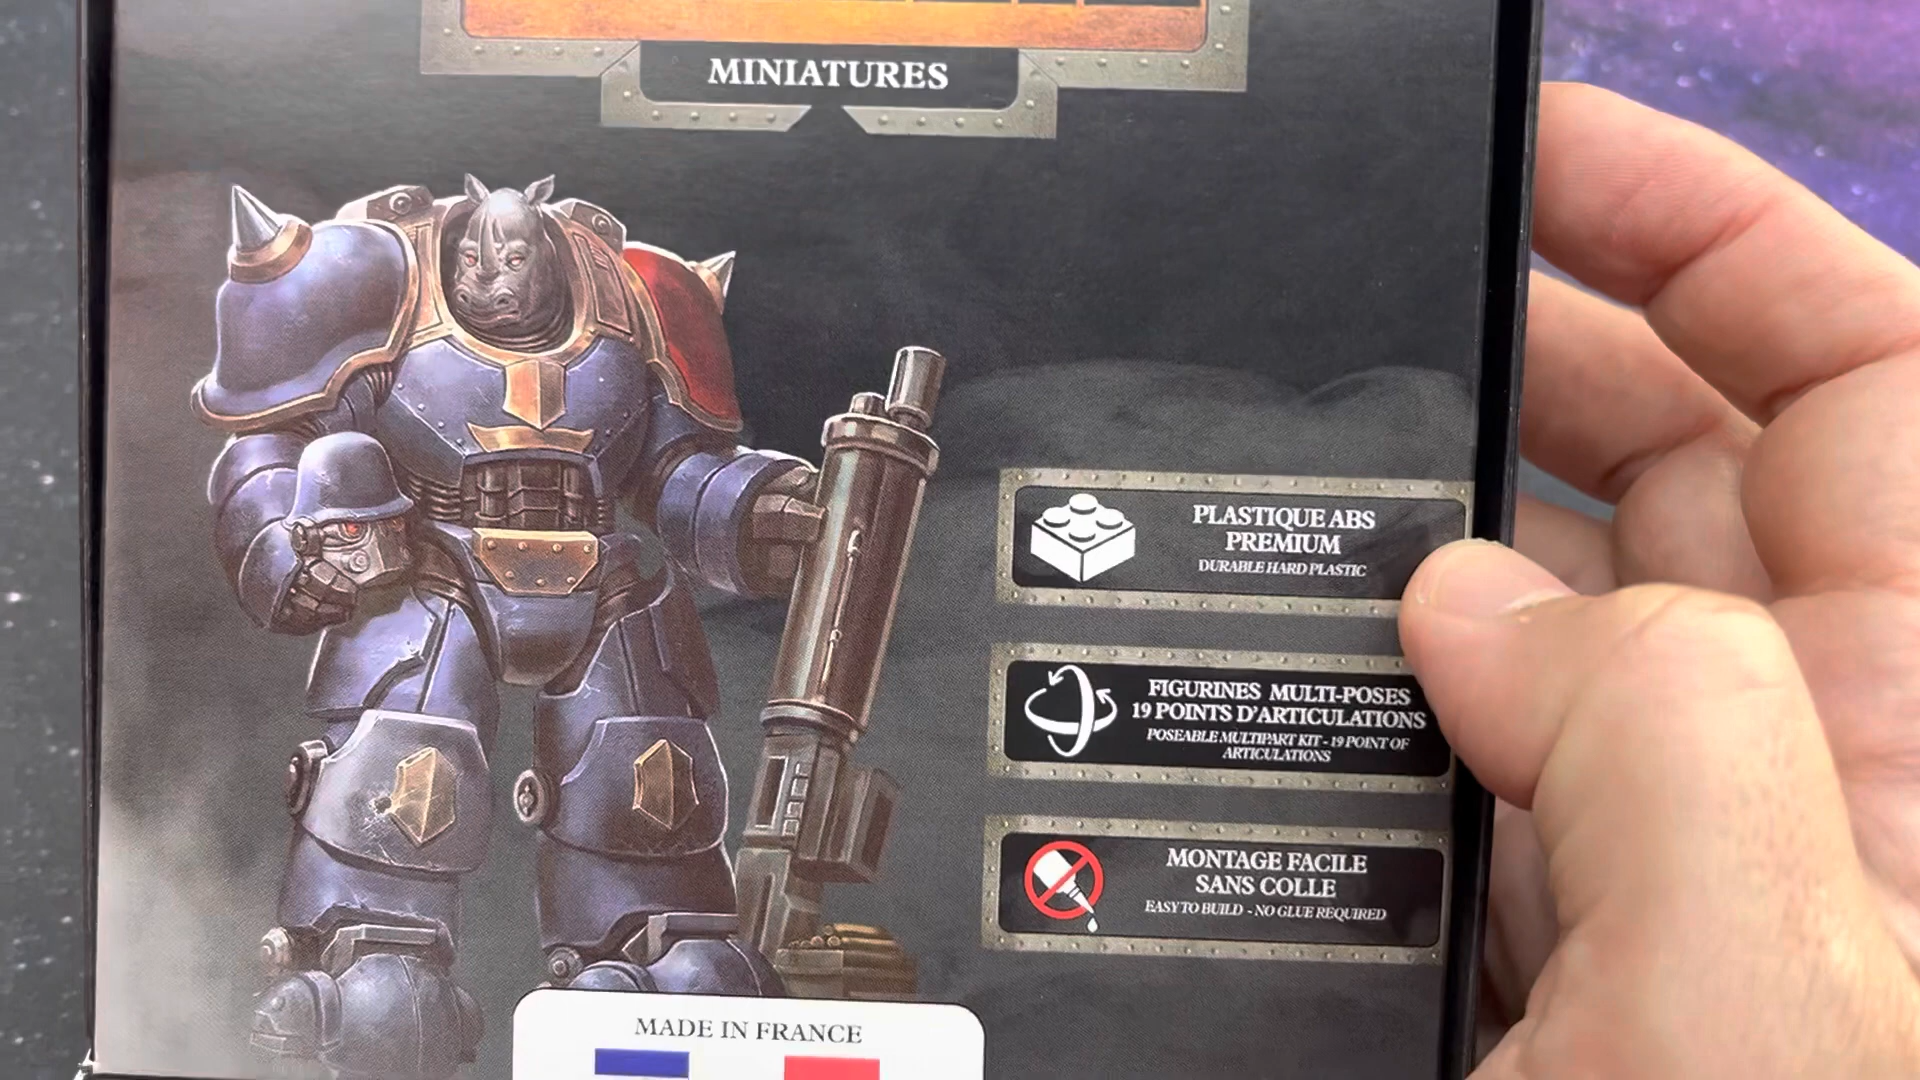 MINIATURES
PLASTIQUE ABS
PREMIUM
DURABLE HARD PLASTIC
FIGURINES MULTI-POSES
19 POINTS D'ARTICULATIONS
POSEABLE MULTIPART KIT - 19 POINT OF
ARTICULATIONS
MONTAGE FACILE
SANS COLLE
EASY TO BUILD - NO GLUE REQUIRED
MADE IN FRANCE